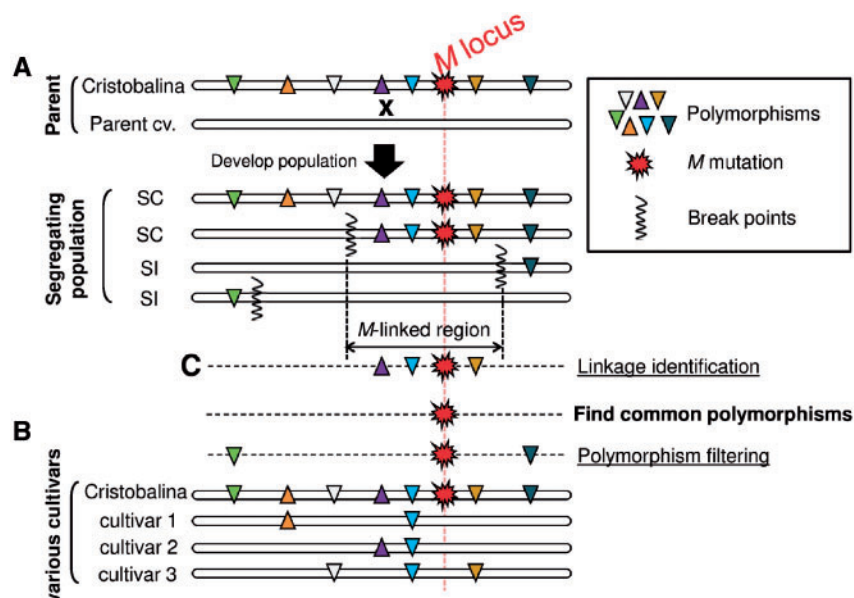 M locus
A
Parent
Cristobalina
X
Parent cv.
Develop population
Segregating
population
SC
SC
SI
SI
M-linked region
C
Linkage identification
Find common polymorphisms
B
Polymorphism filtering
various cultivars
Cristobalina
cultivar 1
cultivar 2
cultivar 3
Polymorphisms
M mutation
Break points